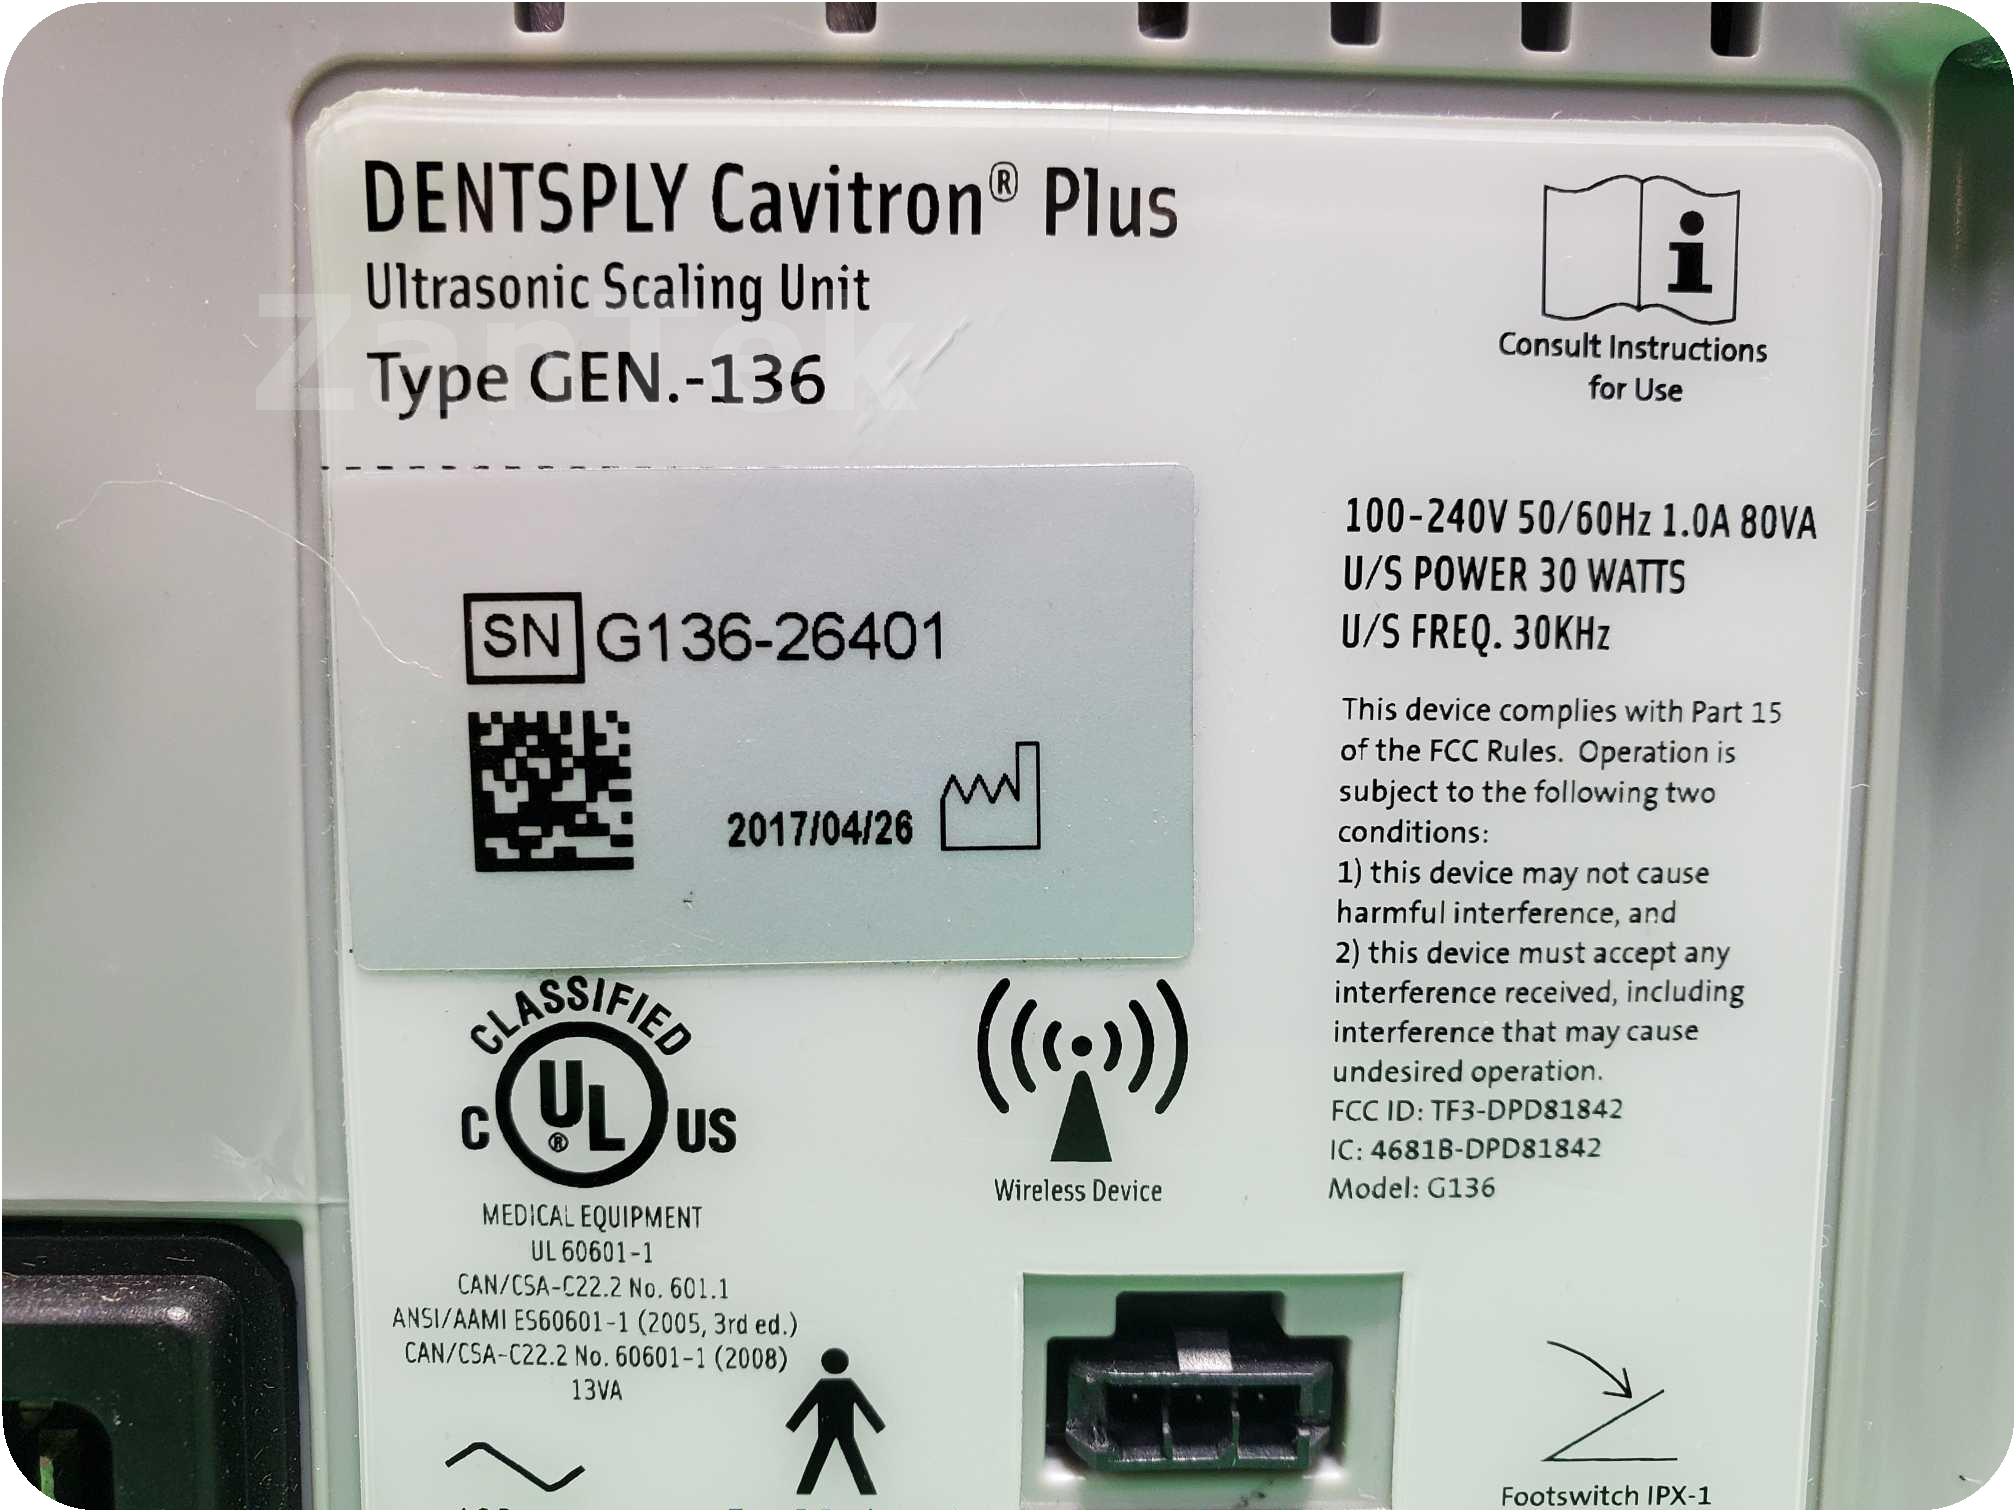 DENTSPLY Cavitron® Plus
Ultrasonic Scaling Unit
Type GEN.-136
ZanTek
Consult Instructions
for Use
SN G136-26401
2017/04/26
100-240V 50/60Hz 1.0A 80VA
U/S POWER 30 WATTS
U/S FREQ. 30KHz
This device complies with Part 15
of the FCC Rules. Operation is
subject to the following two
conditions:
1) this device may not cause
harmful interference, and
2) this device must accept any
interference received, including
interference that may cause
undesired operation.
FCC ID: TF3-DPD81842
IC: 4681B-DPD81842
Model: G136
CLASSIFIED
C UL® US
MEDICAL EQUIPMENT
UL 60601-1
CAN/CSA-C22.2 No. 601.1
ANSI/AAMI ES60601-1 (2005, 3rd ed.)
CAN/CSA-C22.2 No. 60601-1 (2008)
13VA
Wireless Device
Footswitch IPX-1